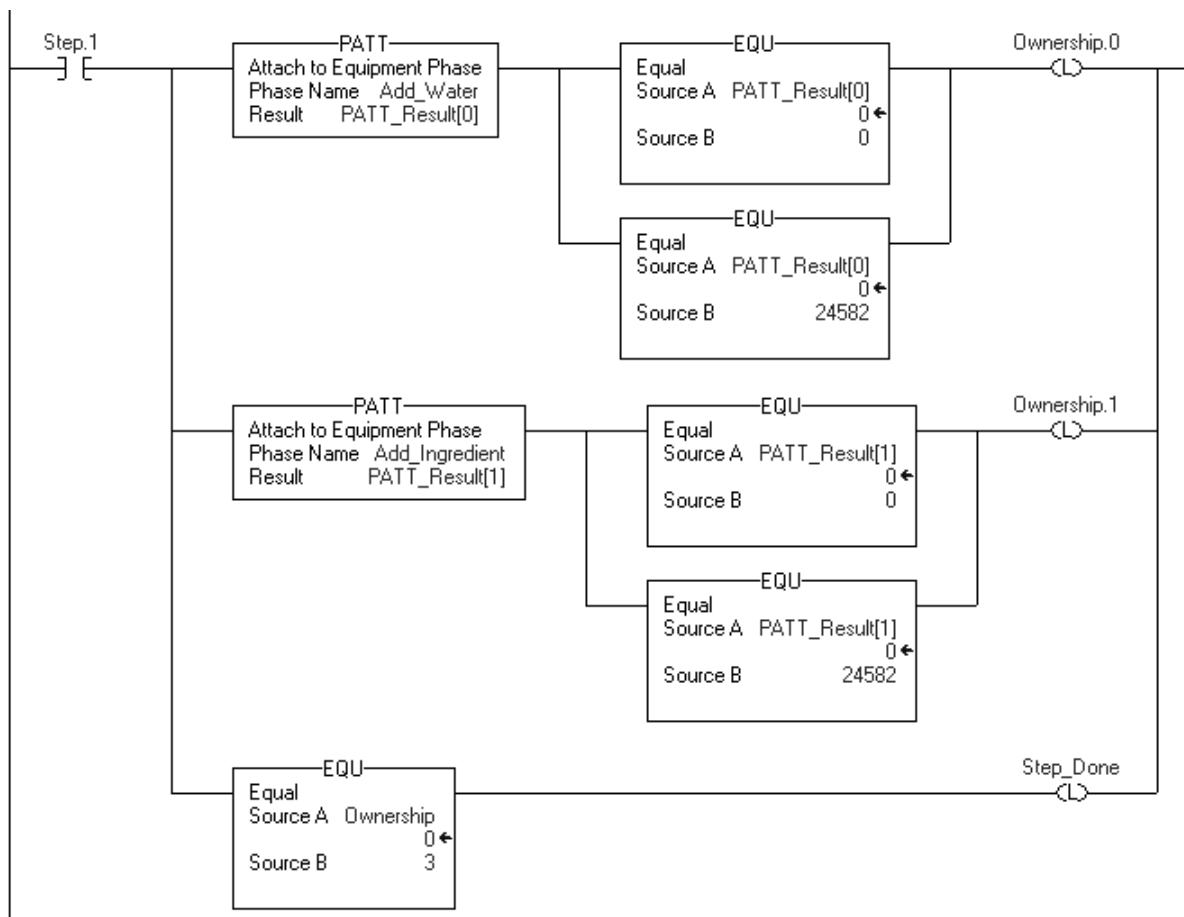 Step.1
PATT
Attach to Equipment Phase
Phase Name Add_Water
Result PATT_Result[0]
EQU
Equal
Source A PATT_Result[0]
0
Source B 0
Ownership.0
L
EQU
Equal
Source A PATT_Result[0]
0
Source B 24582
PATT
Attach to Equipment Phase
Phase Name Add_Ingredient
Result PATT_Result[1]
EQU
Equal
Source A PATT_Result[1]
0
Source B 0
Ownership.1
L
EQU
Equal
Source A PATT_Result[1]
0
Source B 24582
EQU
Equal
Source A Ownership
0
Source B 3
Step_Done
L